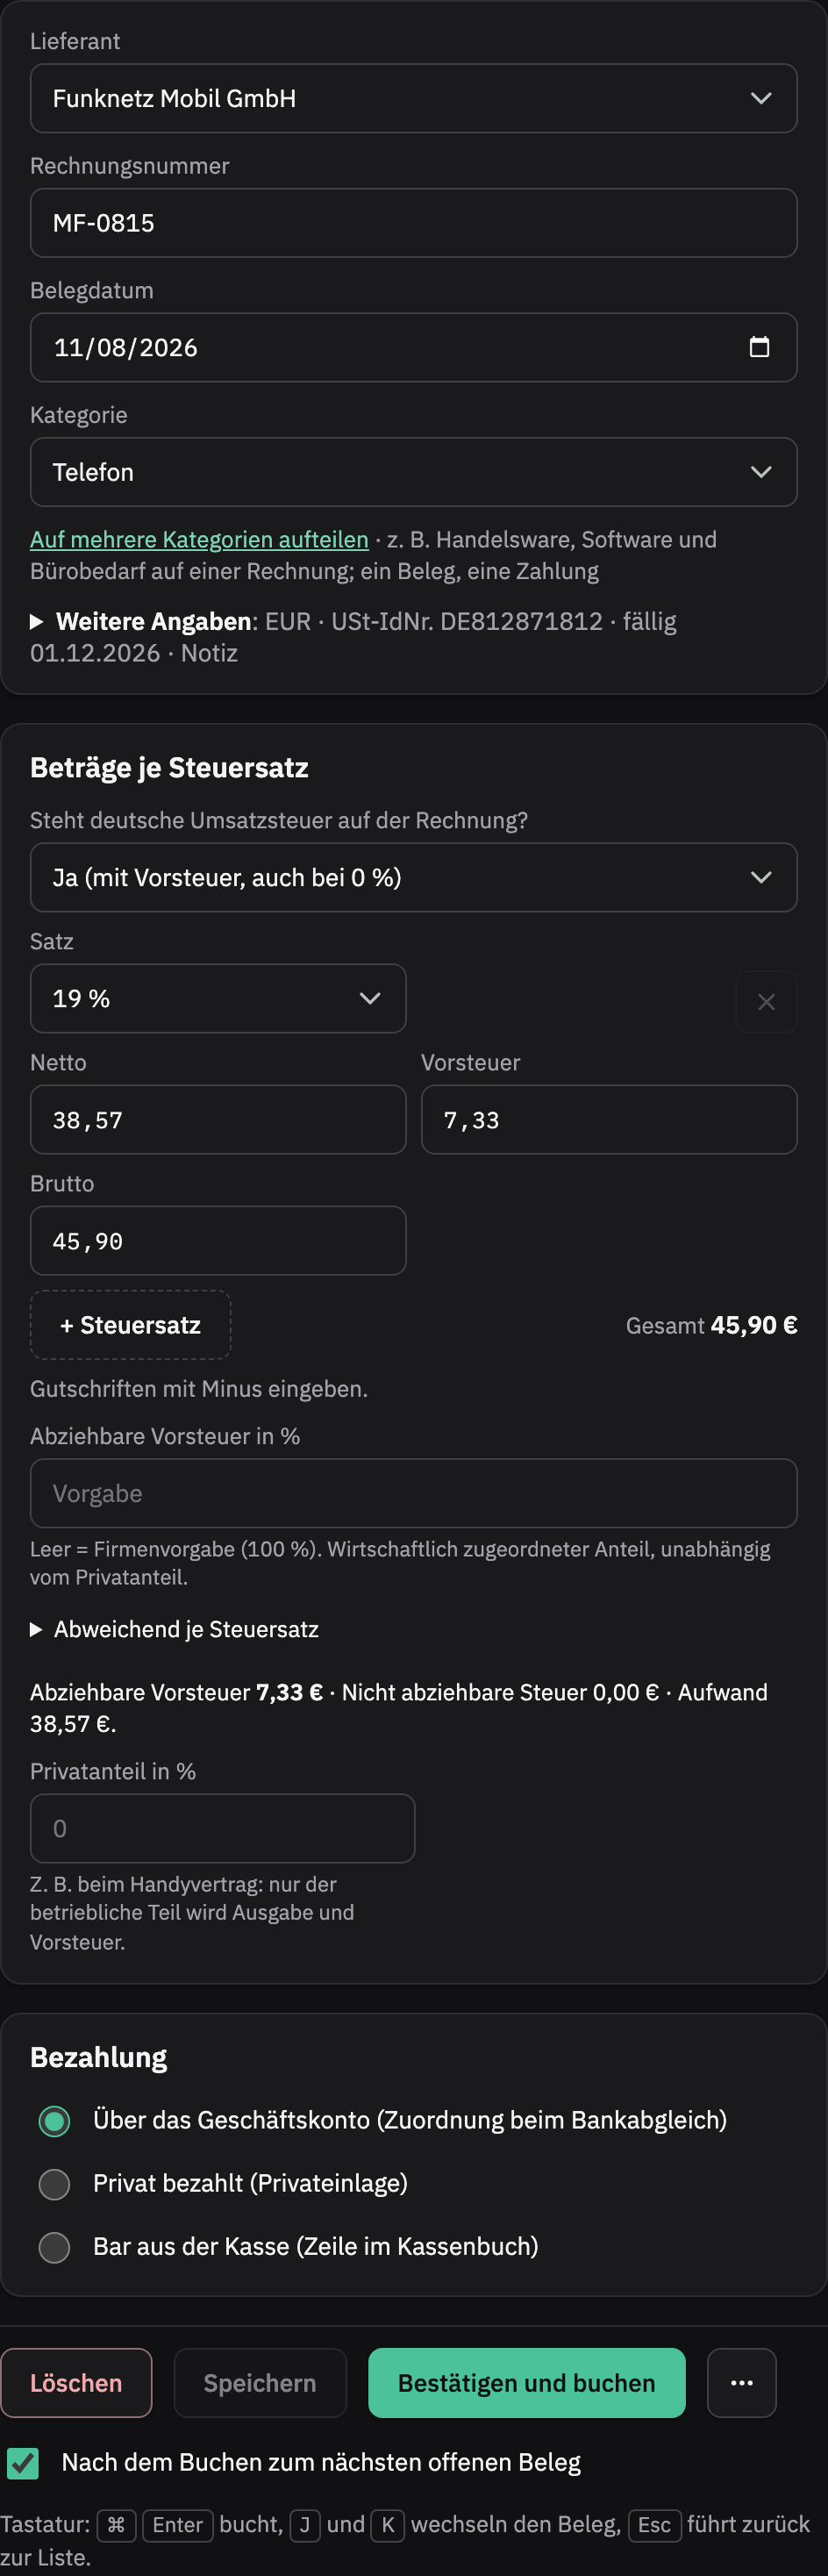 Lieferant
Funknetz Mobil GmbH
Rechnungsnummer
MF-0815
Belegdatum
11/08/2026
Kategorie
Telefon
Auf mehrere Kategorien aufteilen · z. B. Handelsware, Software und
Bürobedarf auf einer Rechnung; ein Beleg, eine Zahlung
▶ Weitere Angaben: EUR · USt-IdNr. DE812871812 · fällig
01.12.2026 · Notiz
Beträge je Steuersatz
Steht deutsche Umsatzsteuer auf der Rechnung?
Ja (mit Vorsteuer, auch bei 0 %)
Satz
19 %
Netto Vorsteuer
38,57 7,33
Brutto
45,90
+ Steuersatz Gesamt 45,90 €
Gutschriften mit Minus eingeben.
Abziehbare Vorsteuer in %
Vorgabe
Leer = Firmenvorgabe (100 %). Wirtschaftlich zugeordneter Anteil, unabhängig
vom Privatanteil.
▶ Abweichend je Steuersatz
Abziehbare Vorsteuer 7,33 € · Nicht abziehbare Steuer 0,00 € · Aufwand
38,57 €.
Privatanteil in %
0
Z. B. beim Handyvertrag: nur der
betriebliche Teil wird Ausgabe und
Vorsteuer.
Bezahlung
Über das Geschäftskonto (Zuordnung beim Bankabgleich)
Privat bezahlt (Privateinlage)
Bar aus der Kasse (Zeile im Kassenbuch)
Löschen Speichern Bestätigen und buchen ···
Nach dem Buchen zum nächsten offenen Beleg
Tastatur: ⌘ Enter bucht, J und K wechseln den Beleg, Esc führt zurück
zur Liste.